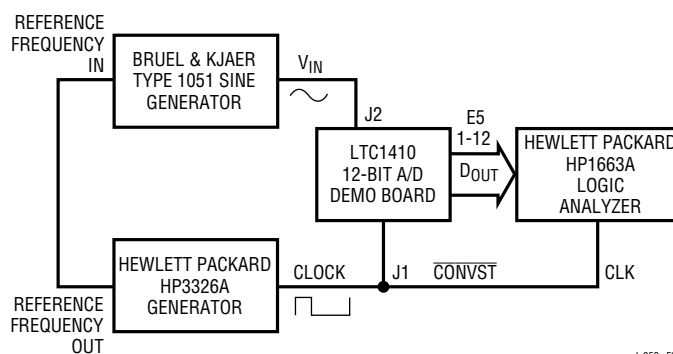 REFERENCE
FREQUENCY
IN
BRUEL & KJAER
TYPE 1051 SINE
GENERATOR
VIN
J2
LTC1410
12-BIT A/D
DEMO BOARD
E5
1-12
DOUT
HEWLETT PACKARD
HP1663A
LOGIC
ANALYZER
HEWLETT PACKARD
HP3326A
GENERATOR
CLOCK
J1
CONVST
CLK
REFERENCE
FREQUENCY
OUT